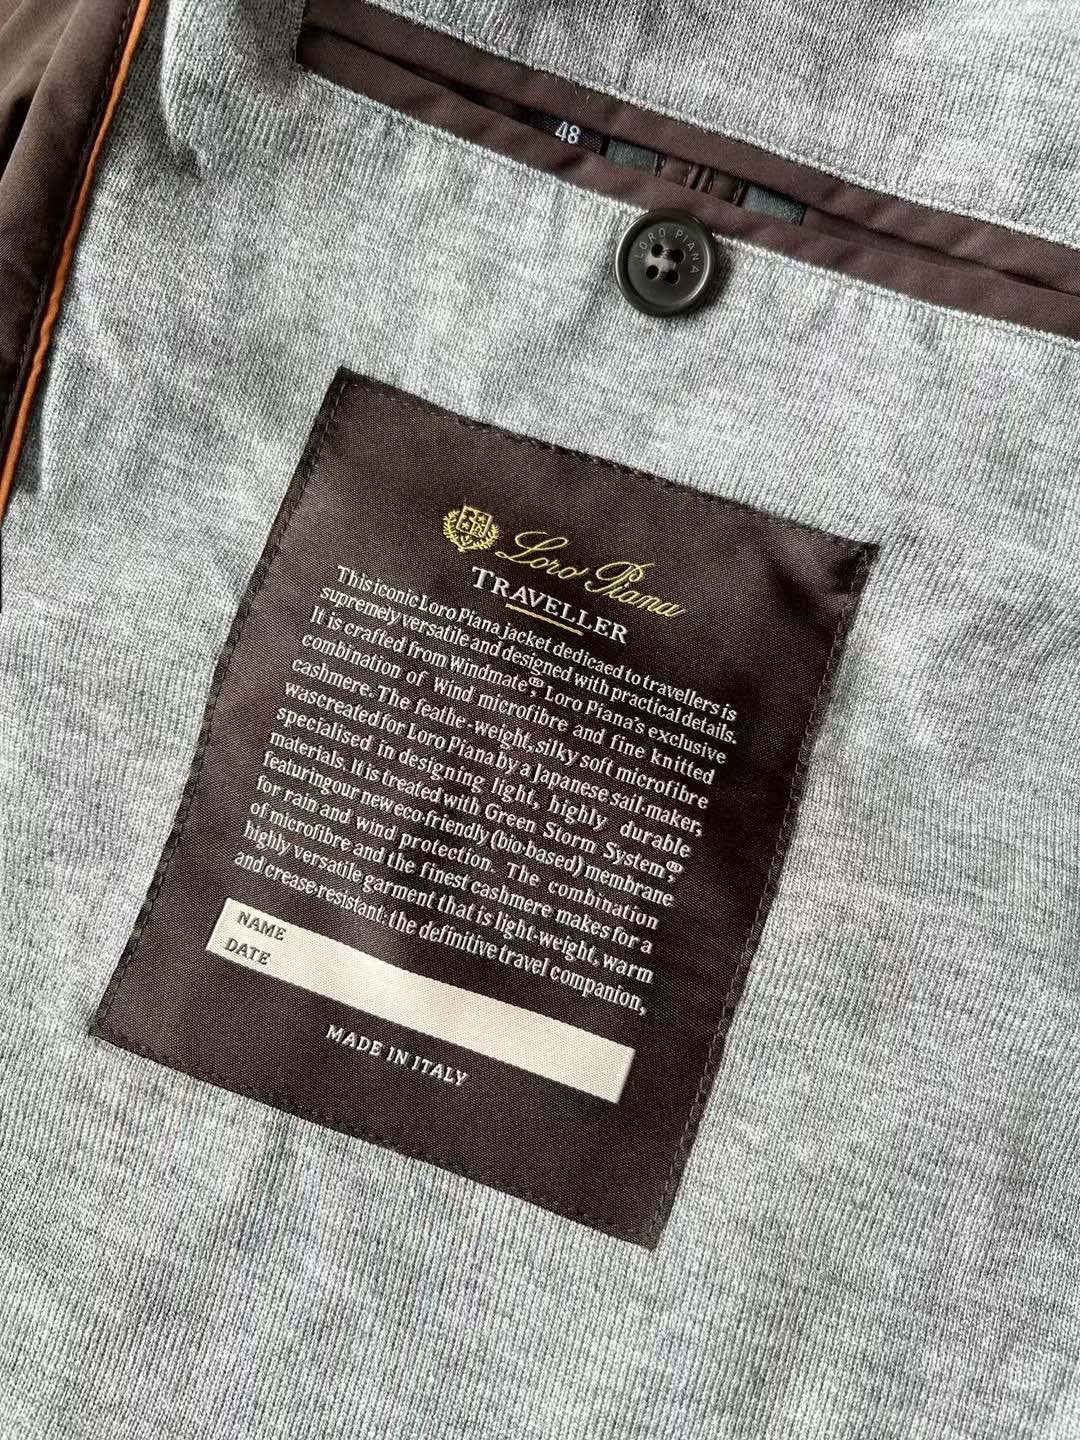 48
LORO PIANA
Loro Piana
TRAVELLER
This iconic Loro Piana jacket dedicaed to travellers is
supremely versatile and designed with practical details.
It is crafted from Windmate®, Loro Piana's exclusive
combination of Wind microfibre and fine knitted
cashmere. The feathe-weight, silky soft microfibre
wascreated for Loro Piana by a Japanese sail-maker,
specialised in designing light, highly durable
materials. It is treated with Green Storm System®,
featuringour new eco-friendly (bio-based) membrane
for rain and wind protection. The combination
of microfibre and the finest cashmere makes for a
highly versatile garment that is light-weight, warm
and crease-resistant: the definitive travel companion,
NAME
DATE
MADE IN ITALY